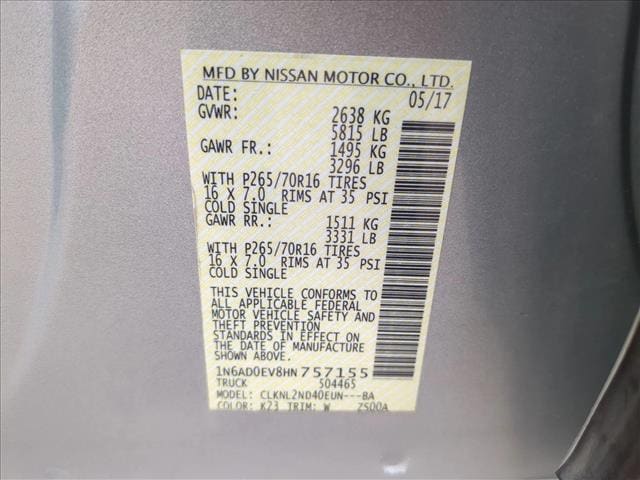 MFD BY NISSAN MOTOR CO., LTD.
DATE: 05/17
GVWR: 2638 KG
5815 LB
GAWR FR.: 1495 KG
3296 LB
WITH P265/70R16 TIRES
16 X 7.0 RIMS AT 35 PSI
COLD SINGLE
GAWR RR.: 1511 KG
3331 LB
WITH P265/70R16 TIRES
16 X 7.0 RIMS AT 35 PSI
COLD SINGLE
THIS VEHICLE CONFORMS TO
ALL APPLICABLE FEDERAL
MOTOR VEHICLE SAFETY AND
THEFT PREVENTION
STANDARDS IN EFFECT ON
SHOWN ABOVE.
1N6AD0EV8HN757155
TRUCK 504465
MODEL: CLKNL2ND40EUN---BA
COLOR: K23 TRIM: W Z500A